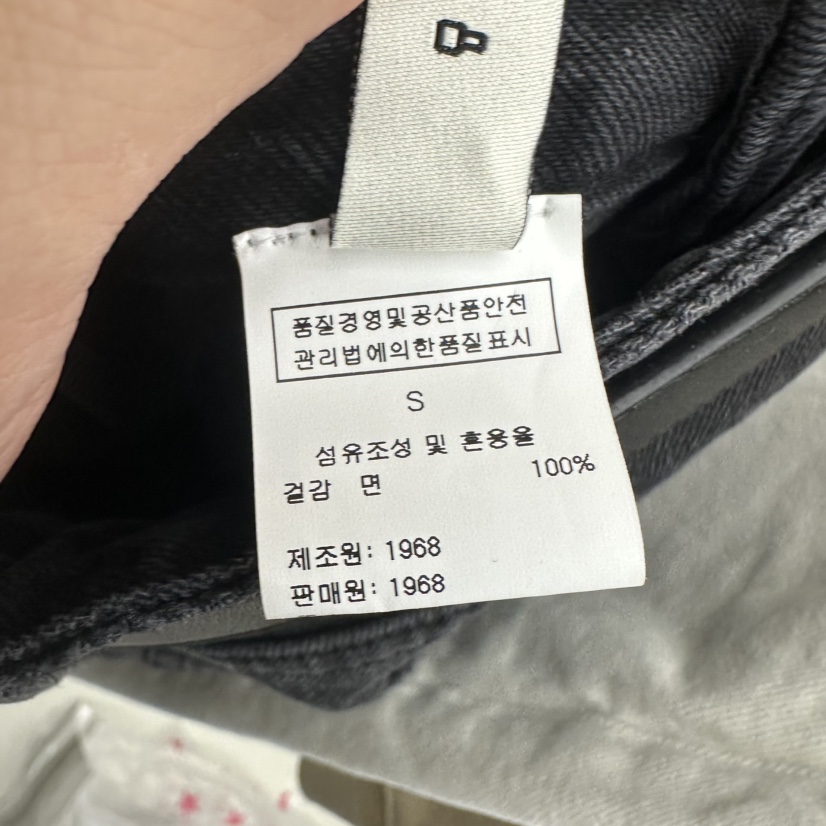 품질경영및공산품안전
관리법에의한품질표시
S
섬유조성 및 혼용율
걸감 면 100%
제조원: 1968
판매원: 1968